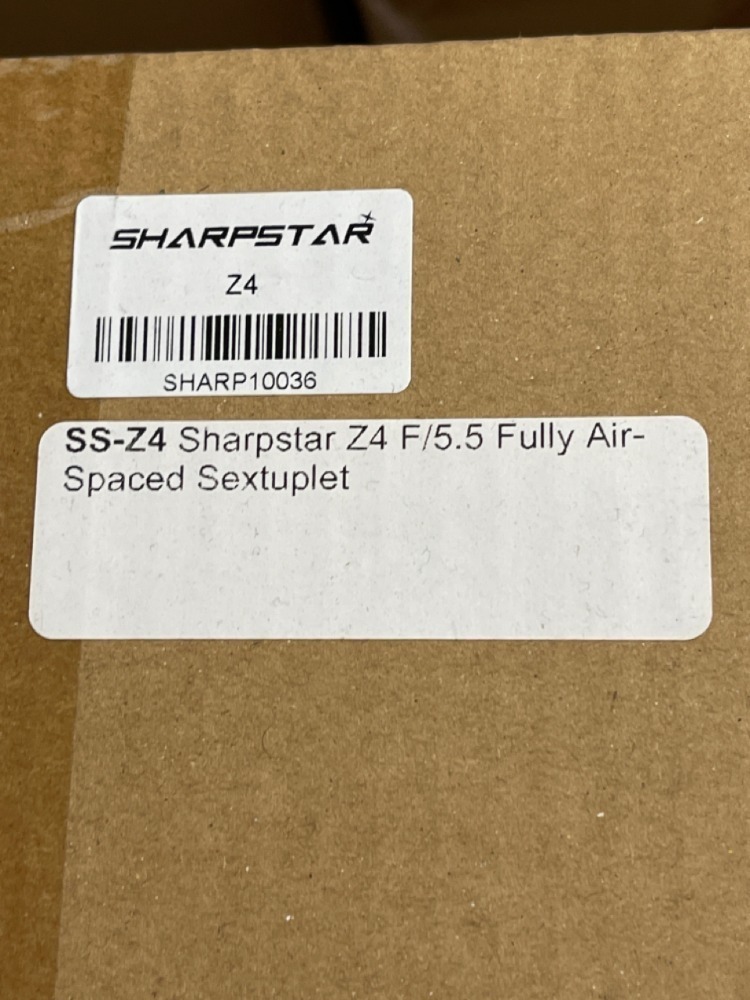 SHARPSTAR
Z4
SHARP10036
SS-Z4 Sharpstar Z4 F/5.5 Fully Air-
Spaced Sextuplet